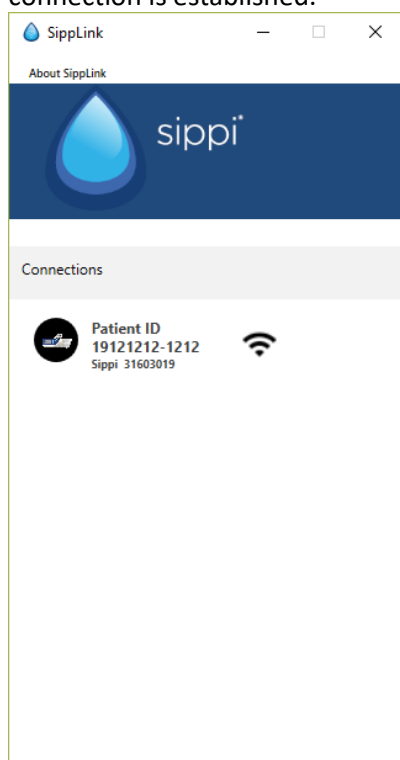 connection is established.
SippLink
About SippLink
sippi*
Connections
Patient ID
19121212-1212
Sippi 31603019